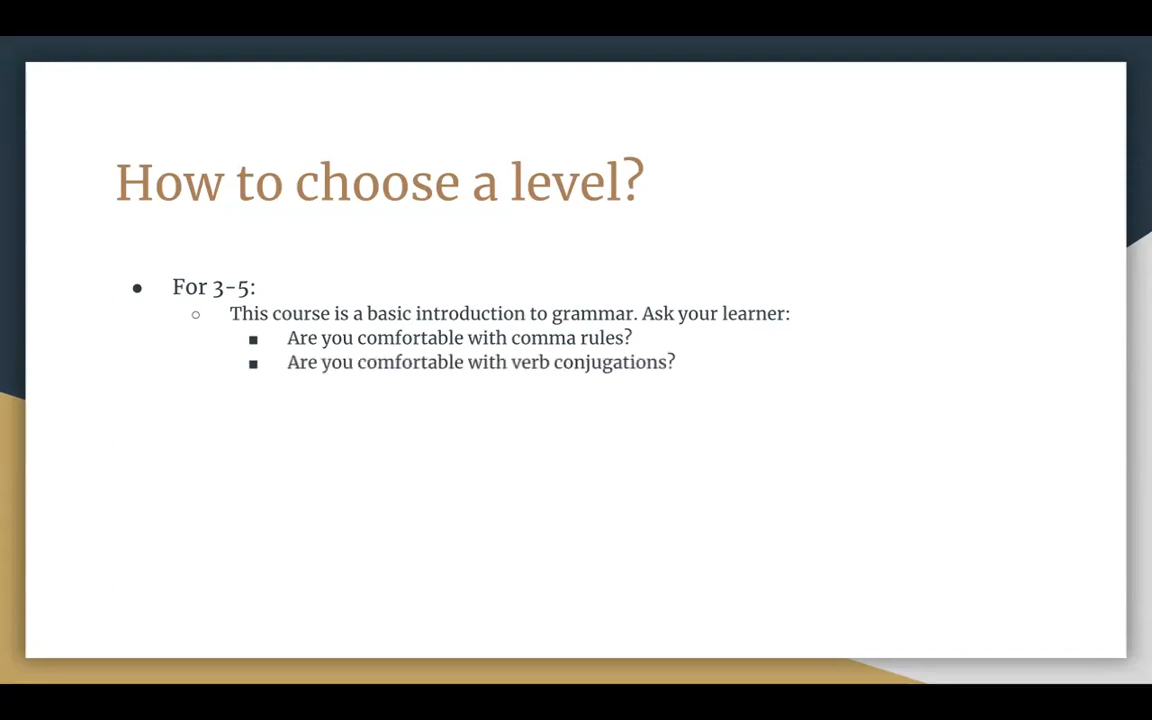 How to choose a level?
● For 3-5:
○ This course is a basic introduction to grammar. Ask your learner:
■ Are you comfortable with comma rules?
■ Are you comfortable with verb conjugations?